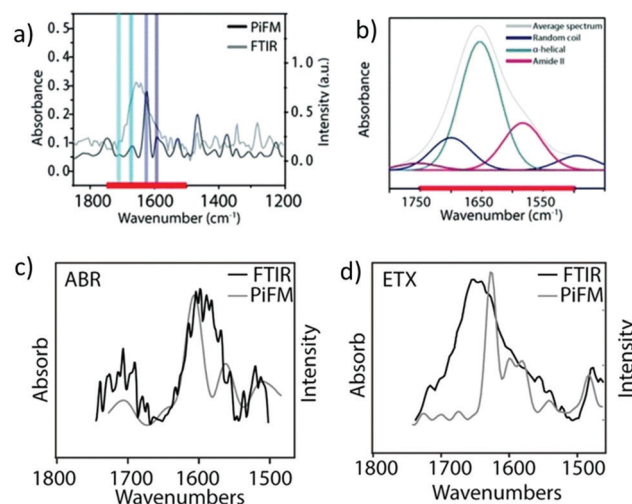 a)
PiFM
FTIR
Absorbance
0.5
0.4
0.3
0.2
0.1
0.0
1.0
0.5
0.0
Intensity (a.u.)
1800
1600
1400
1200
Wavenumber (cm⁻¹)
b)
Average spectrum
Random coil
α-helical
Amide II
Absorbance
1750
1650
1550
Wavenumber (cm⁻¹)
c)
ABR
FTIR
PiFM
Absorb
Intensity
1800
1700
1600
1500
Wavenumbers
d)
ETX
FTIR
PiFM
Absorb
Intensity
1800
1700
1600
1500
Wavenumbers